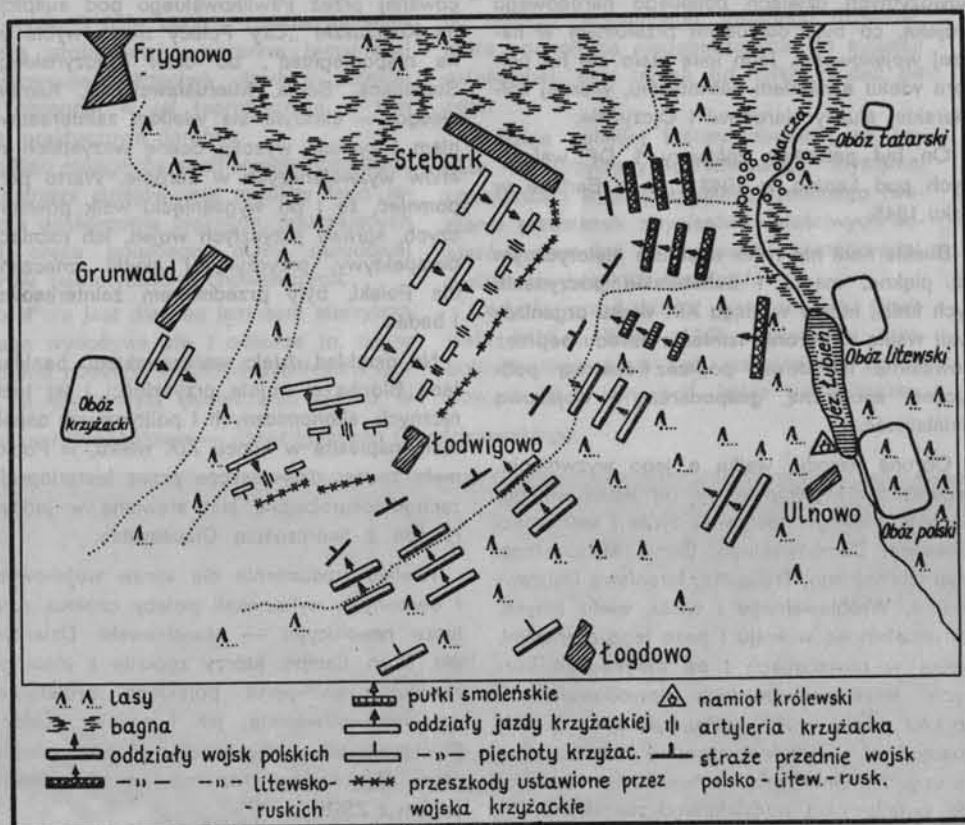 Frygnowo
Stębark
Marcza
Obóz tatarski
Grunwald
Obóz
krzyżacki
Łodwigowo
Jez. Łubień
Obóz litewski
Ulnowo
Obóz polski
Łogdowo
lasy
bagna
oddziały wojsk polskich
—„— —„— litewsko-
ruskich
pułki smoleńskie
oddziały jazdy krzyżackiej
—„— piechoty krzyżac.
przeszkody ustawione przez
wojska krzyżackie
namiot królewski
artyleria krzyżacka
straże przednie wojsk
polsko-litew.-rusk.